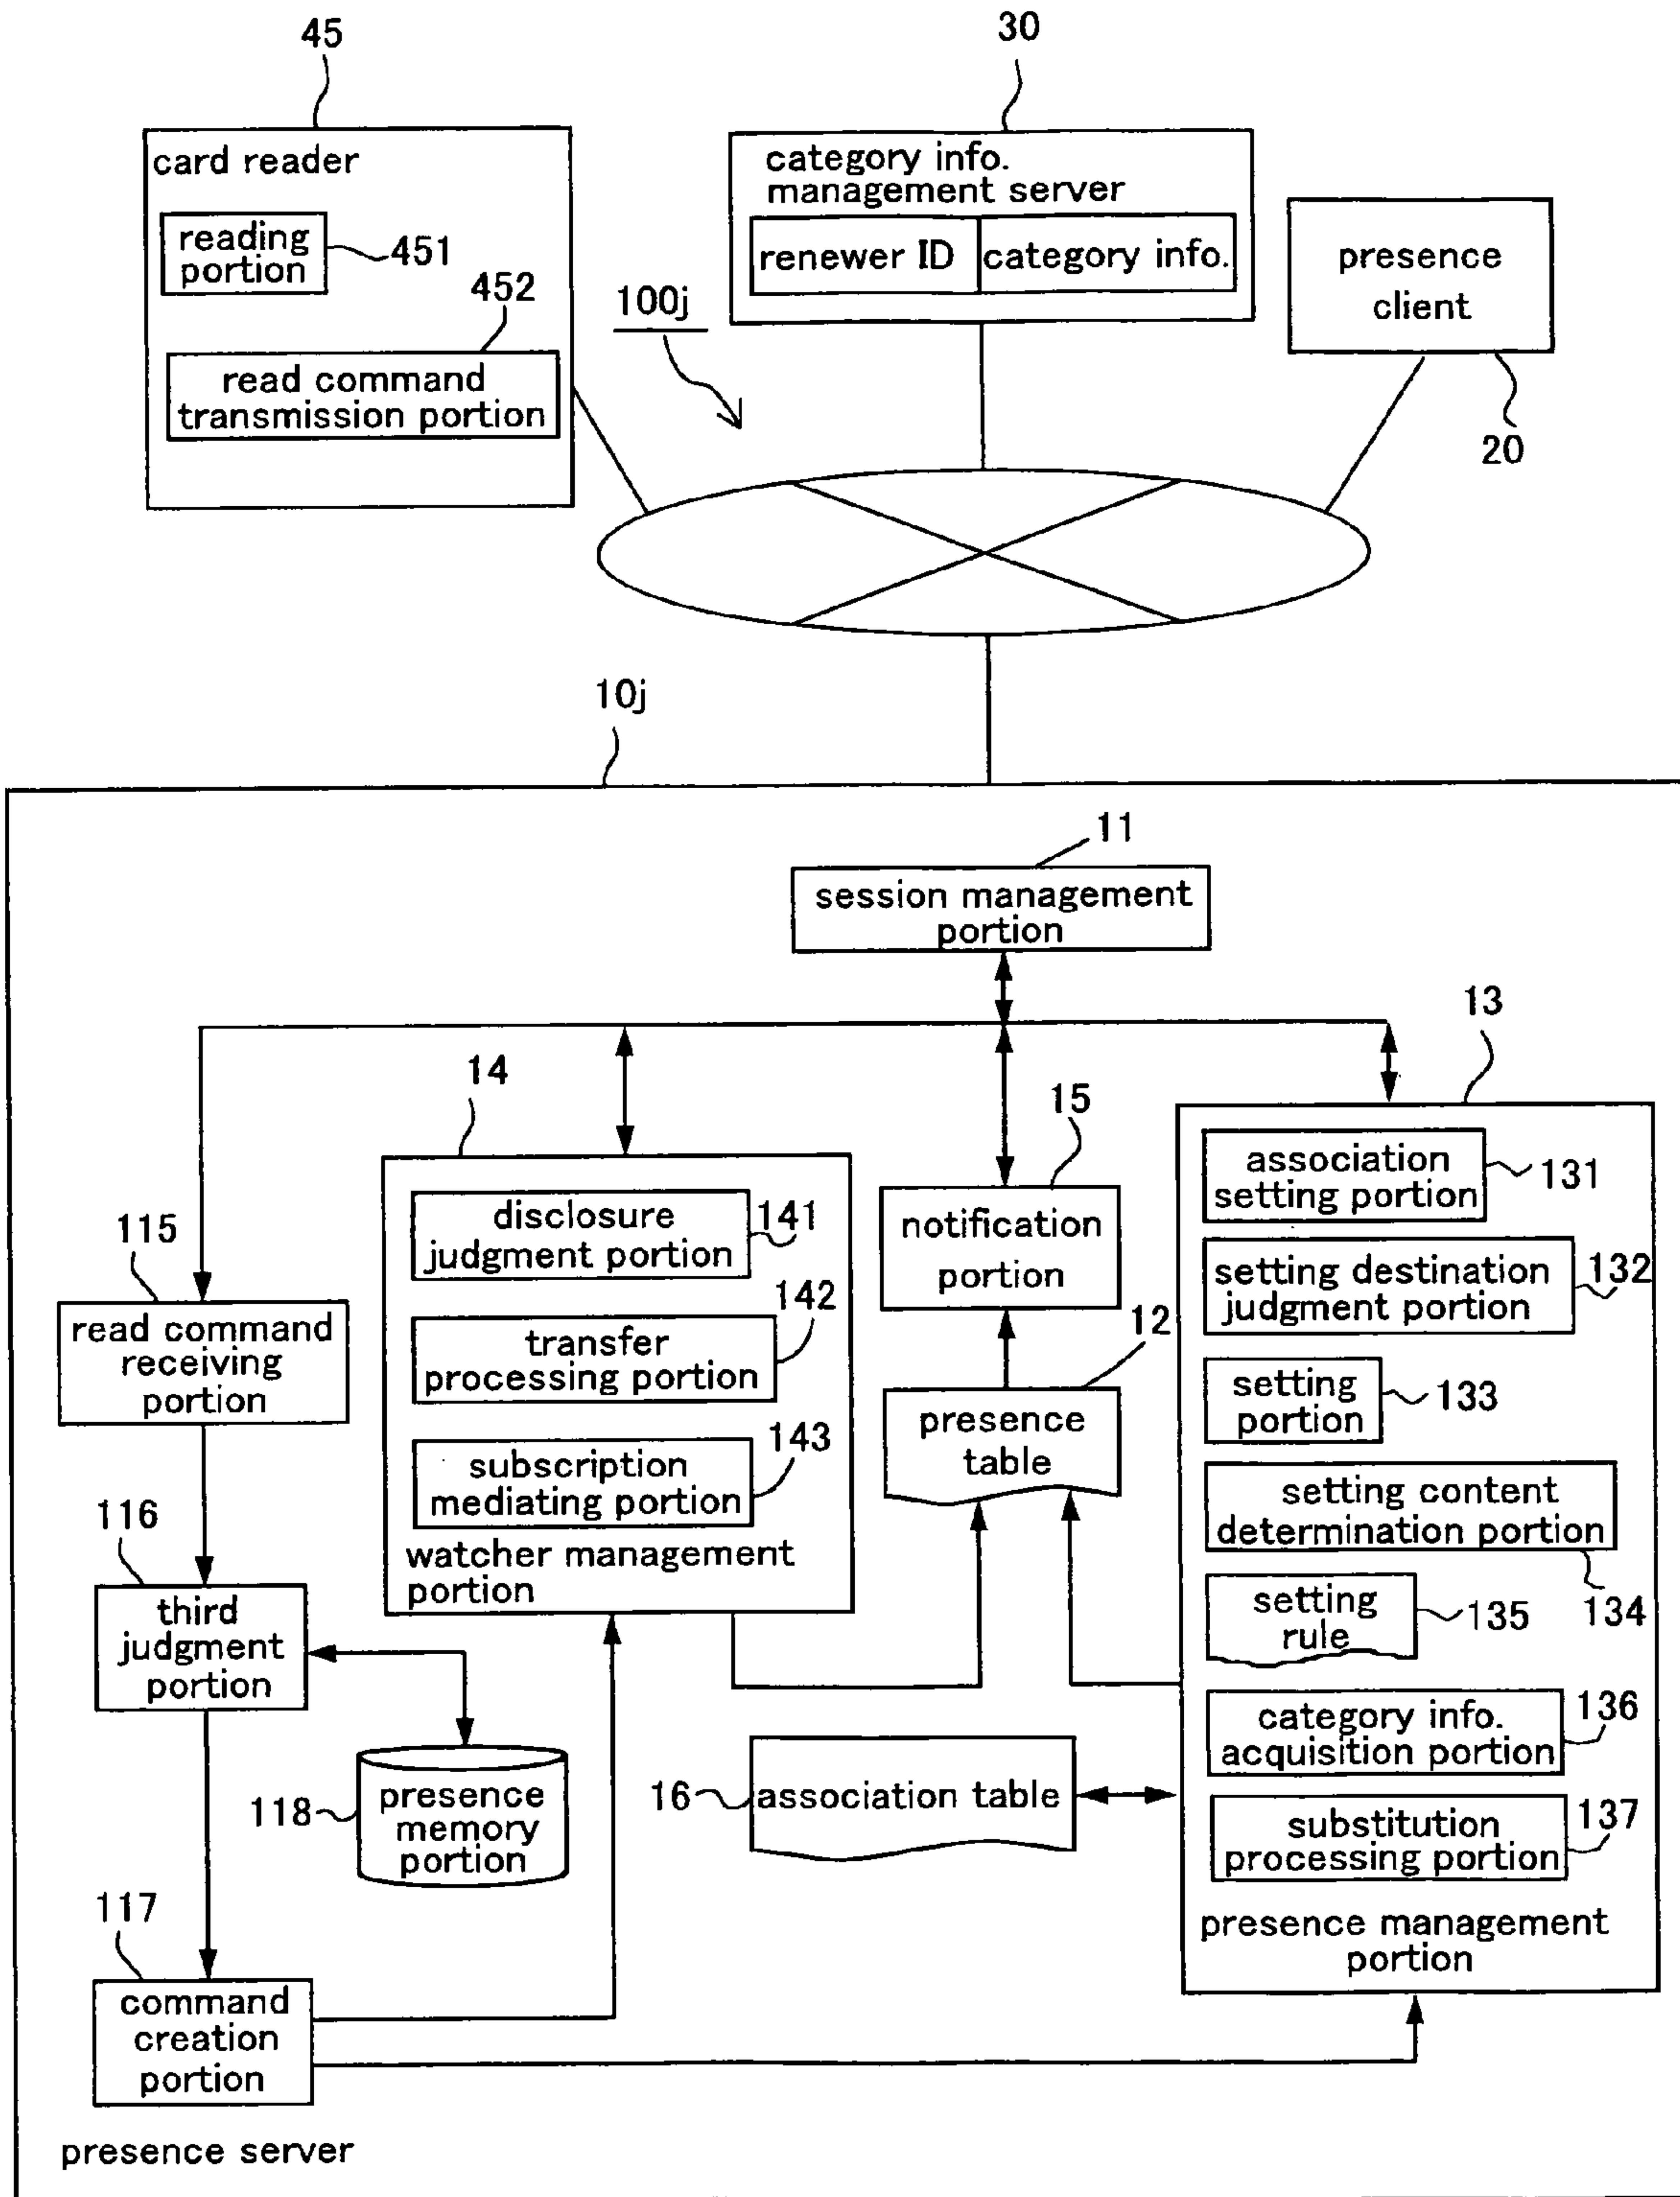 45
30
card reader
category info.
management server
renewer ID
category info.
reading
portion
451
452
read command
transmission portion
100j
presence
client
20
10j
11
session management
portion
13
14
15
115
read command
receiving
portion
disclosure
judgment portion
141
transfer
processing portion
142
subscription
mediating portion
143
watcher management
portion
notification
portion
12
presence
table
association
setting portion
131
setting destination
judgment portion
132
setting
portion
133
setting content
determination portion
134
setting
rule
135
category info.
acquisition portion
136
substitution
processing portion
137
presence management
portion
116
third
judgment
portion
118
presence
memory
portion
16
association table
117
command
creation
portion
presence server